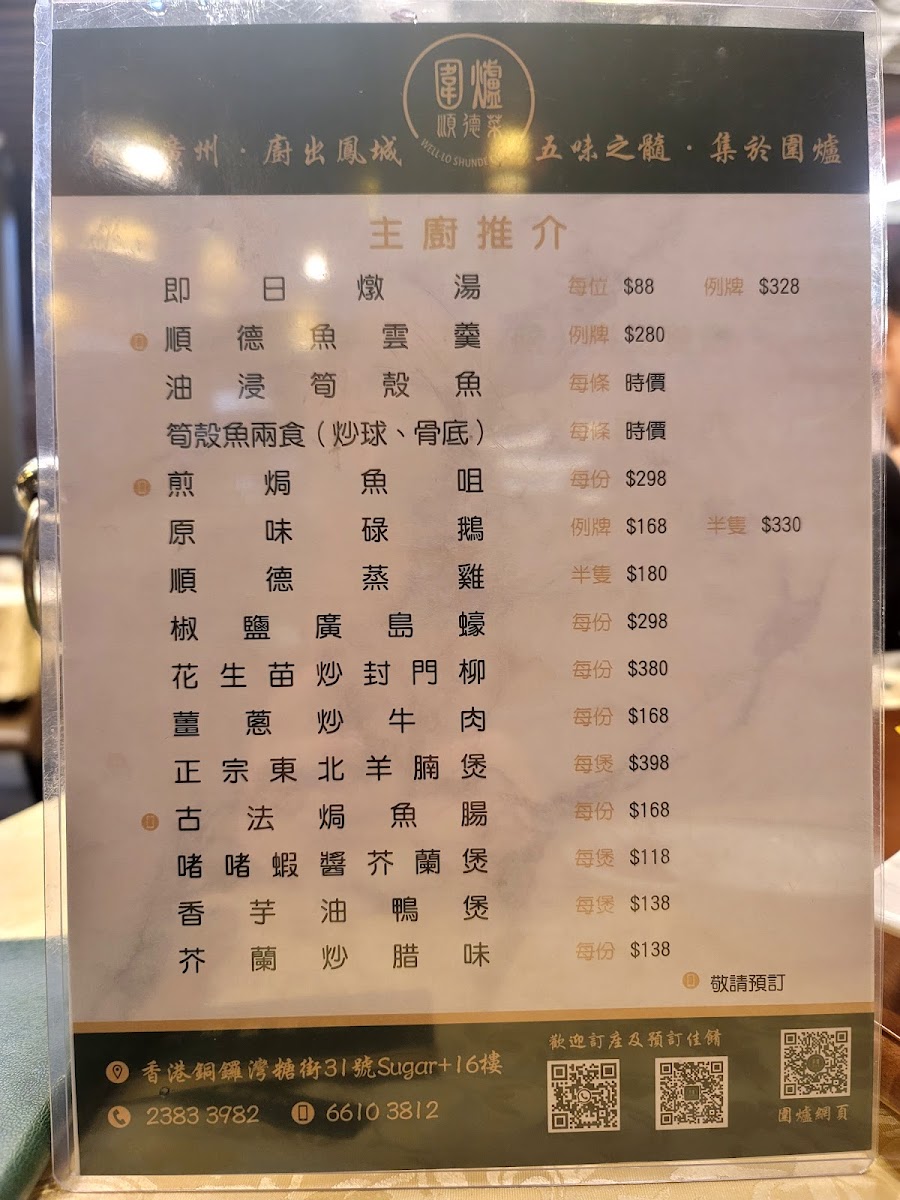 圍爐
順德菜
WELL LO SHUNDE
廣州·廚出鳳城
五味之髓·集於圍爐
主廚推介
即日燉湯 每位 $88 例牌 $328
順德魚雲羹 例牌 $280
油浸筍殼魚 每條 時價
筍殼魚兩食（炒球、骨底） 每條 時價
煎焗魚咀 每份 $298
原味碌鵝 例牌 $168 半隻 $330
順德蒸雞 半隻 $180
椒鹽廣島蠔 每份 $298
花生苗炒封門柳 每份 $380
薑蔥炒牛肉 每份 $168
正宗東北羊腩煲 每煲 $398
古法焗魚腸 每份 $168
啫啫蝦醬芥蘭煲 每煲 $118
香芋油鴨煲 每煲 $138
芥蘭炒腊味 每份 $138
敬請預訂
香港銅鑼灣糖街31號Sugar+16樓
2383 3982 6610 3812
歡迎訂座及預訂佳餚
圍爐網頁